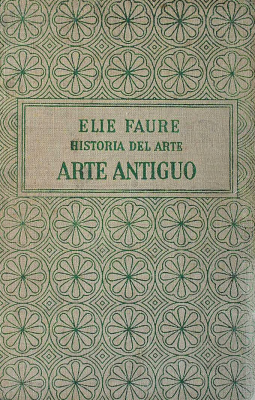 ELIE FAURE
HISTORIA DEL ARTE
ARTE ANTIGUO